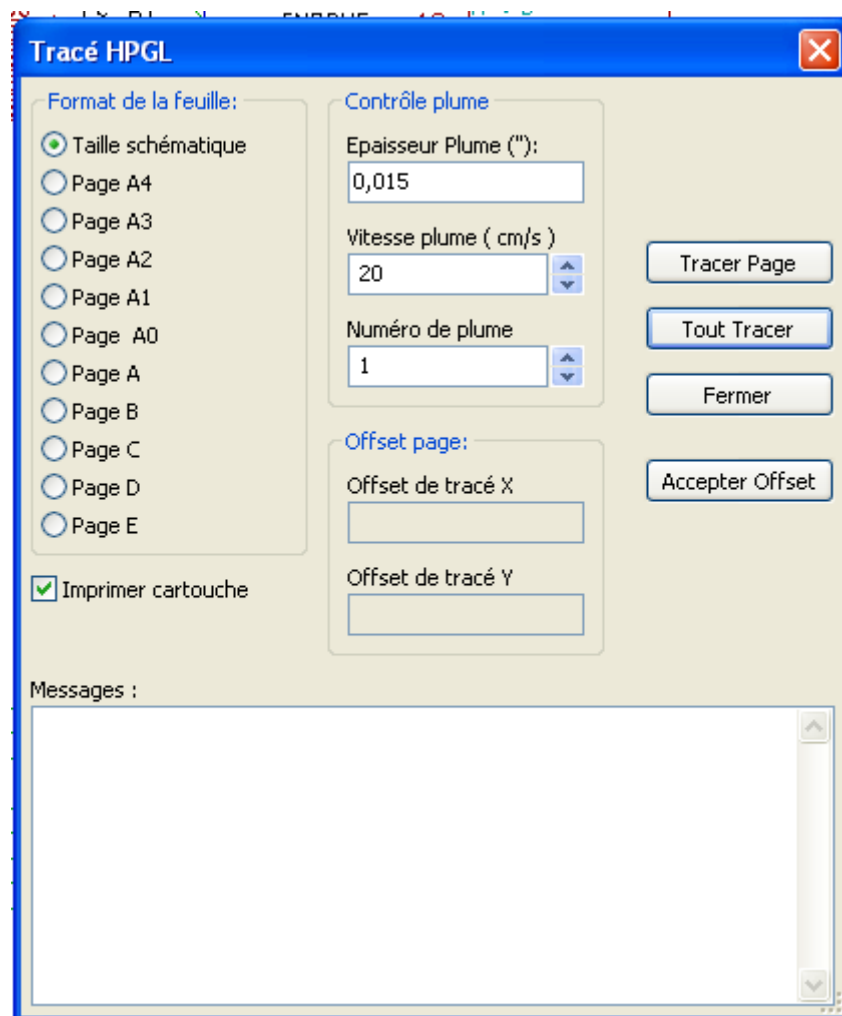 Tracé HPGL
Format de la feuille:
Taille schématique
Page A4
Page A3
Page A2
Page A1
Page A0
Page A
Page B
Page C
Page D
Page E
Imprimer cartouche
Contrôle plume
Epaisseur Plume ("):
0,015
Vitesse plume ( cm/s )
20
Numéro de plume
1
Offset page:
Offset de tracé X
Offset de tracé Y
Tracer Page
Tout Tracer
Fermer
Accepter Offset
Messages :